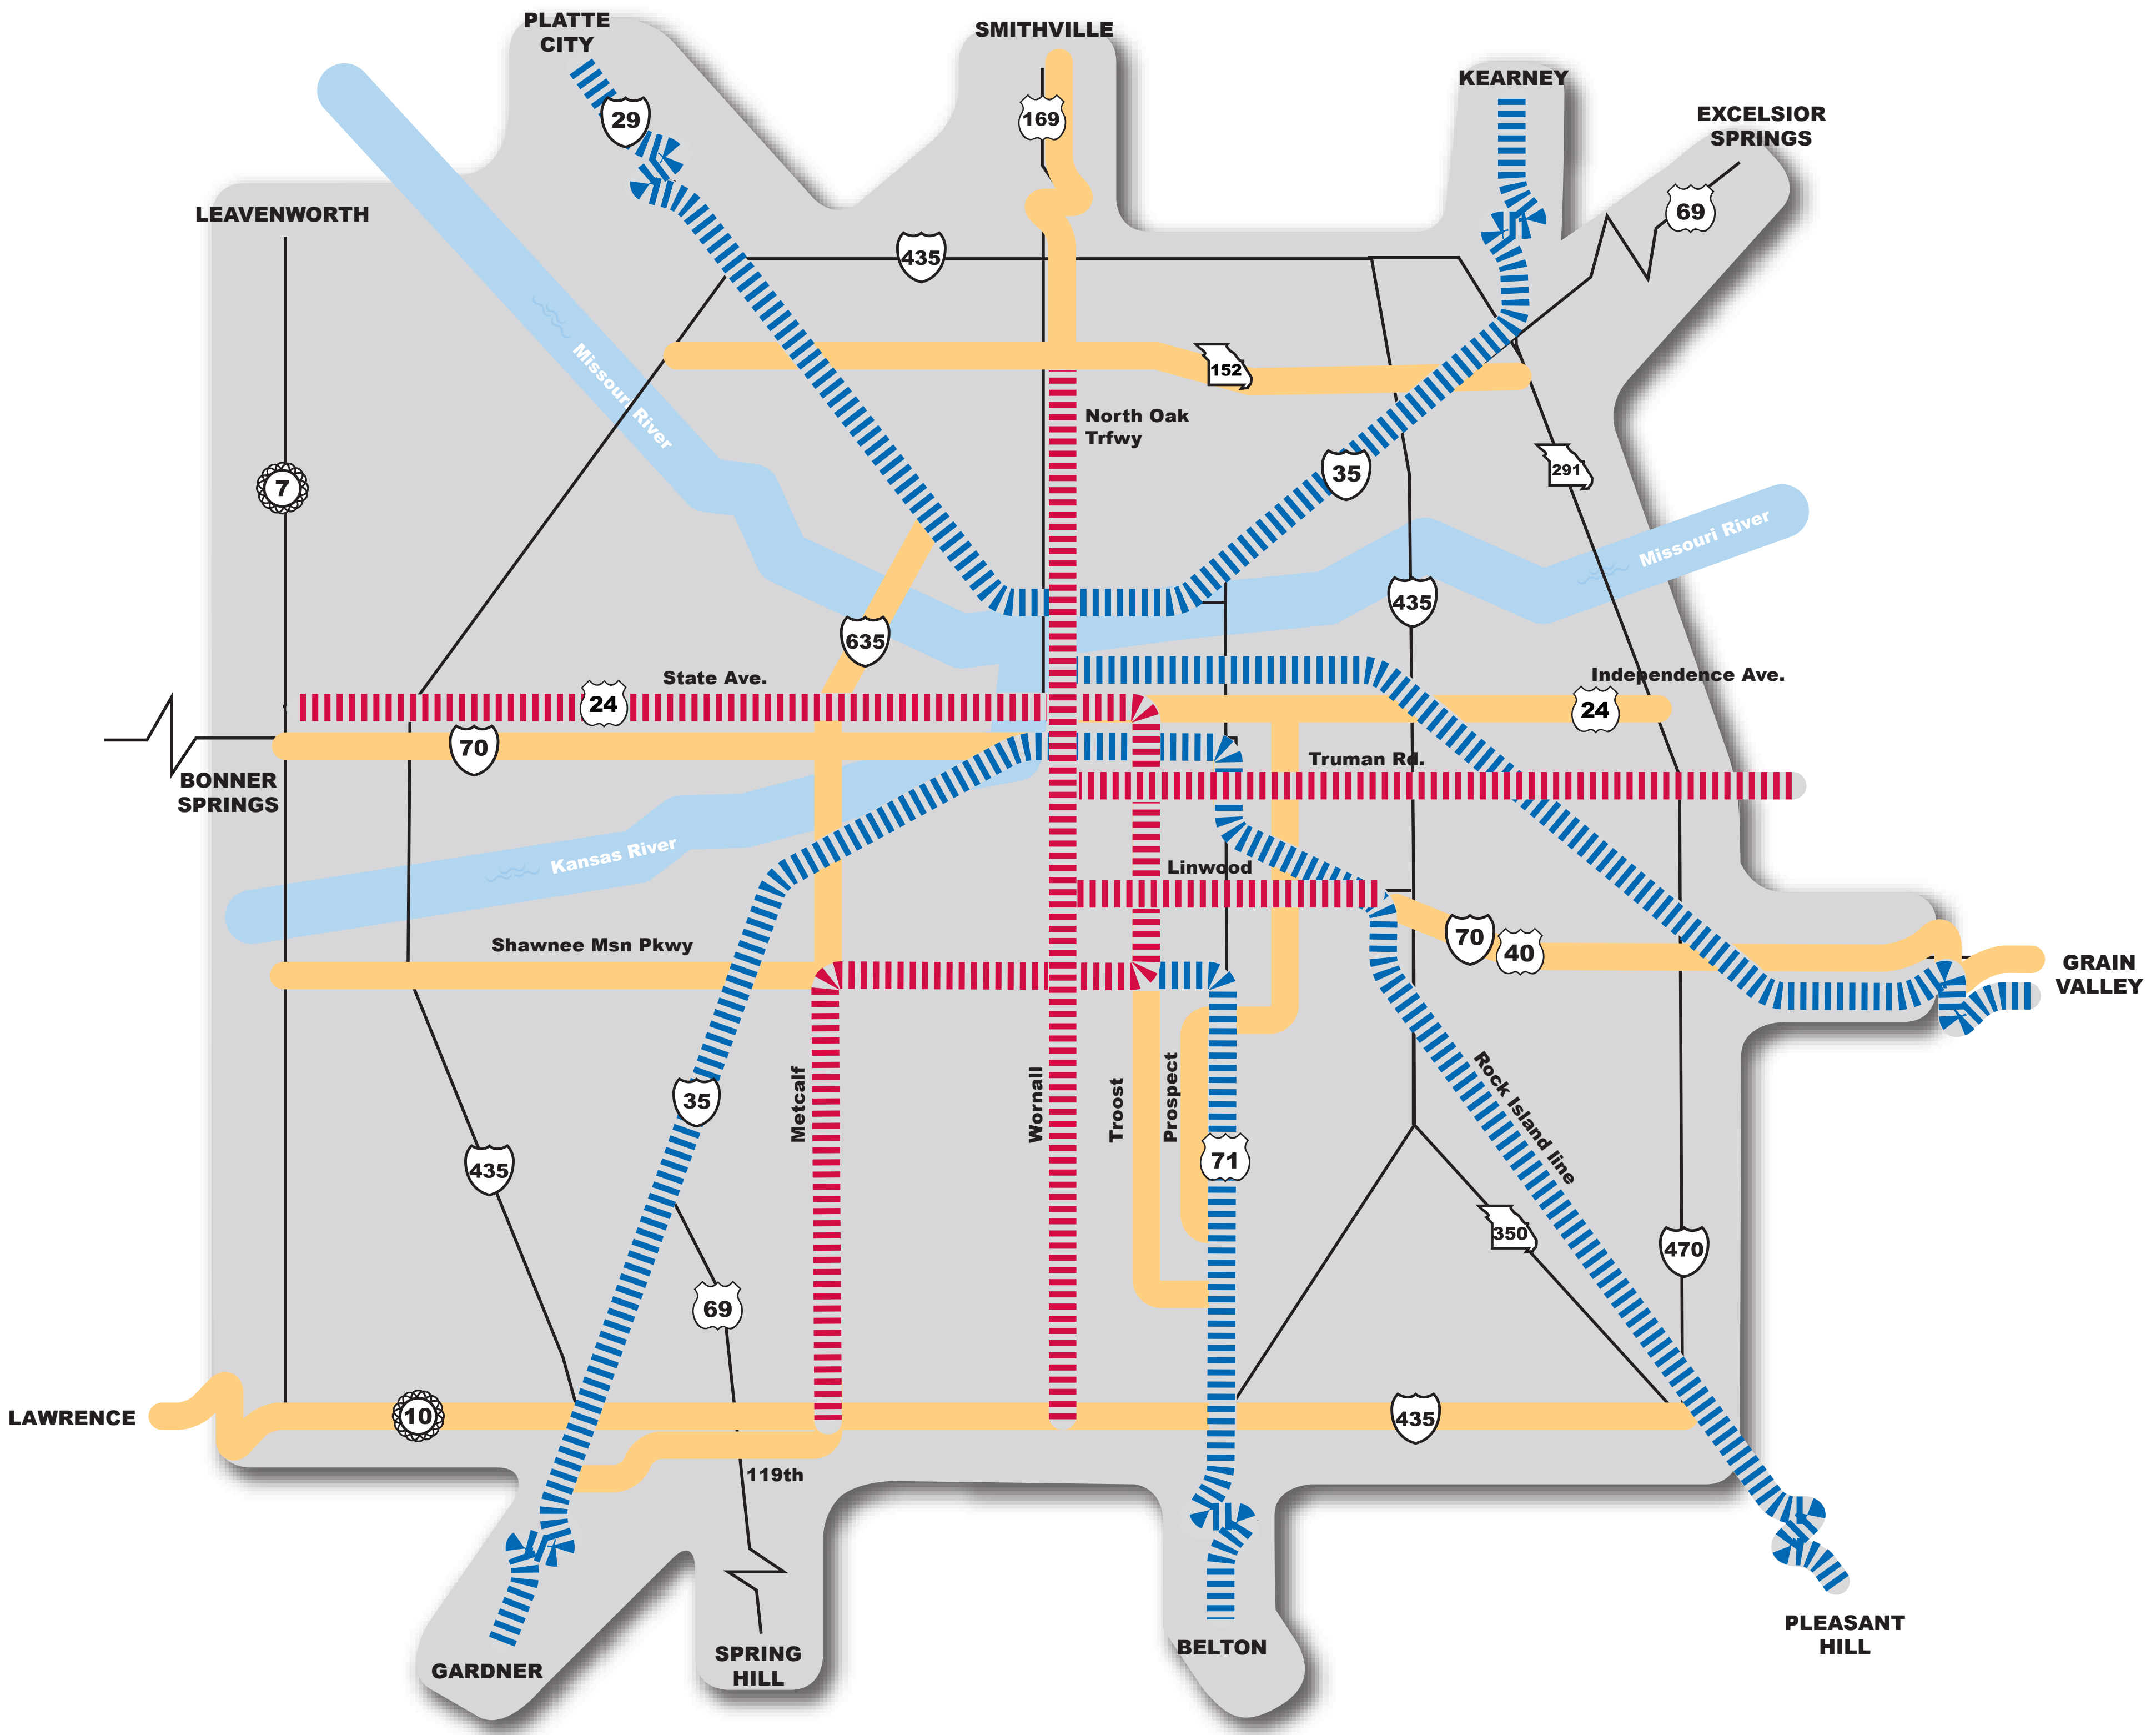 PLATTE
CITY
SMITHVILLE
KEARNEY
EXCELSIOR
SPRINGS
29
169
69
LEAVENWORTH
435
Missouri River
152
North Oak
Trfwy
35
291
7
Missouri River
435
635
State Ave.
Independence Ave.
24
24
70
Truman Rd.
BONNER
SPRINGS
Kansas River
Linwood
Shawnee Msn Pkwy
70
40
GRAIN
VALLEY
35
Metcalf
Wornall
Troost
Prospect
Rock Island line
435
71
350
470
69
LAWRENCE
10
435
119th
GARDNER
SPRING
HILL
BELTON
PLEASANT
HILL